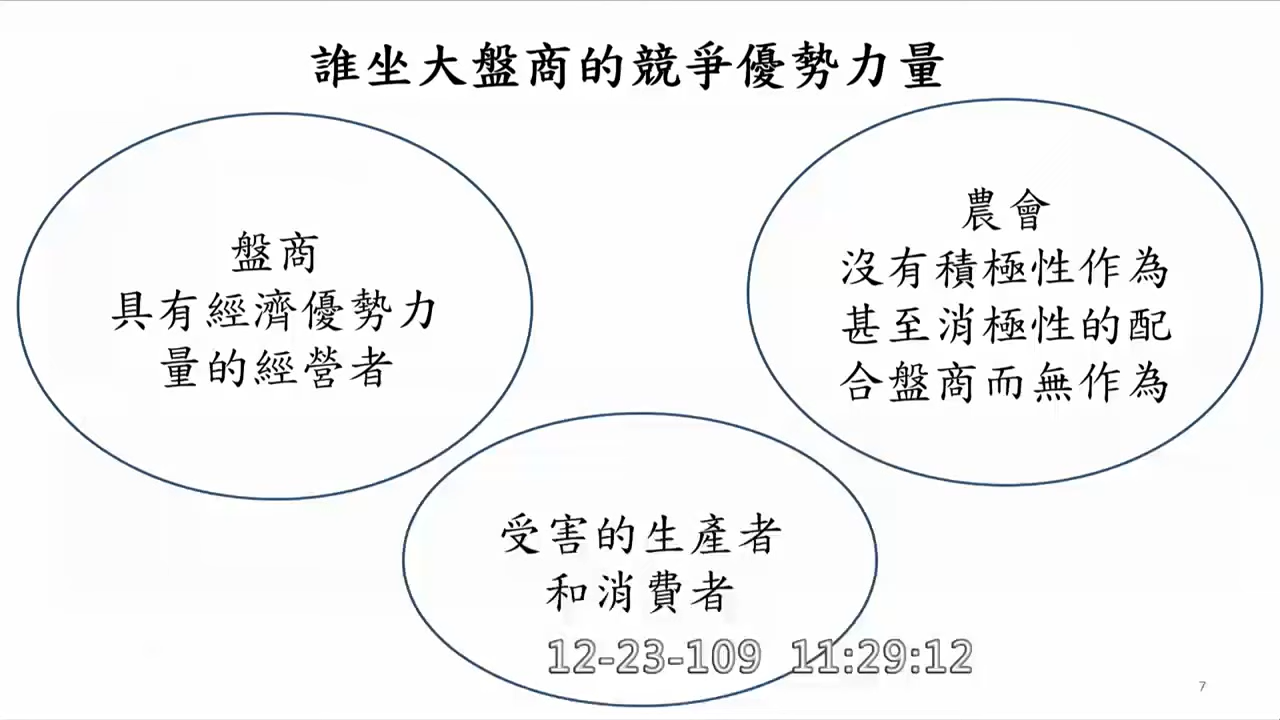 誰坐大盤商的競爭優勢力量
盤商
具有經濟優勢力
量的經營者
農會
沒有積極性作為
甚至消極性的配
合盤商而無作為
受害的生產者
和消費者
12-23-109 11:29:12
7